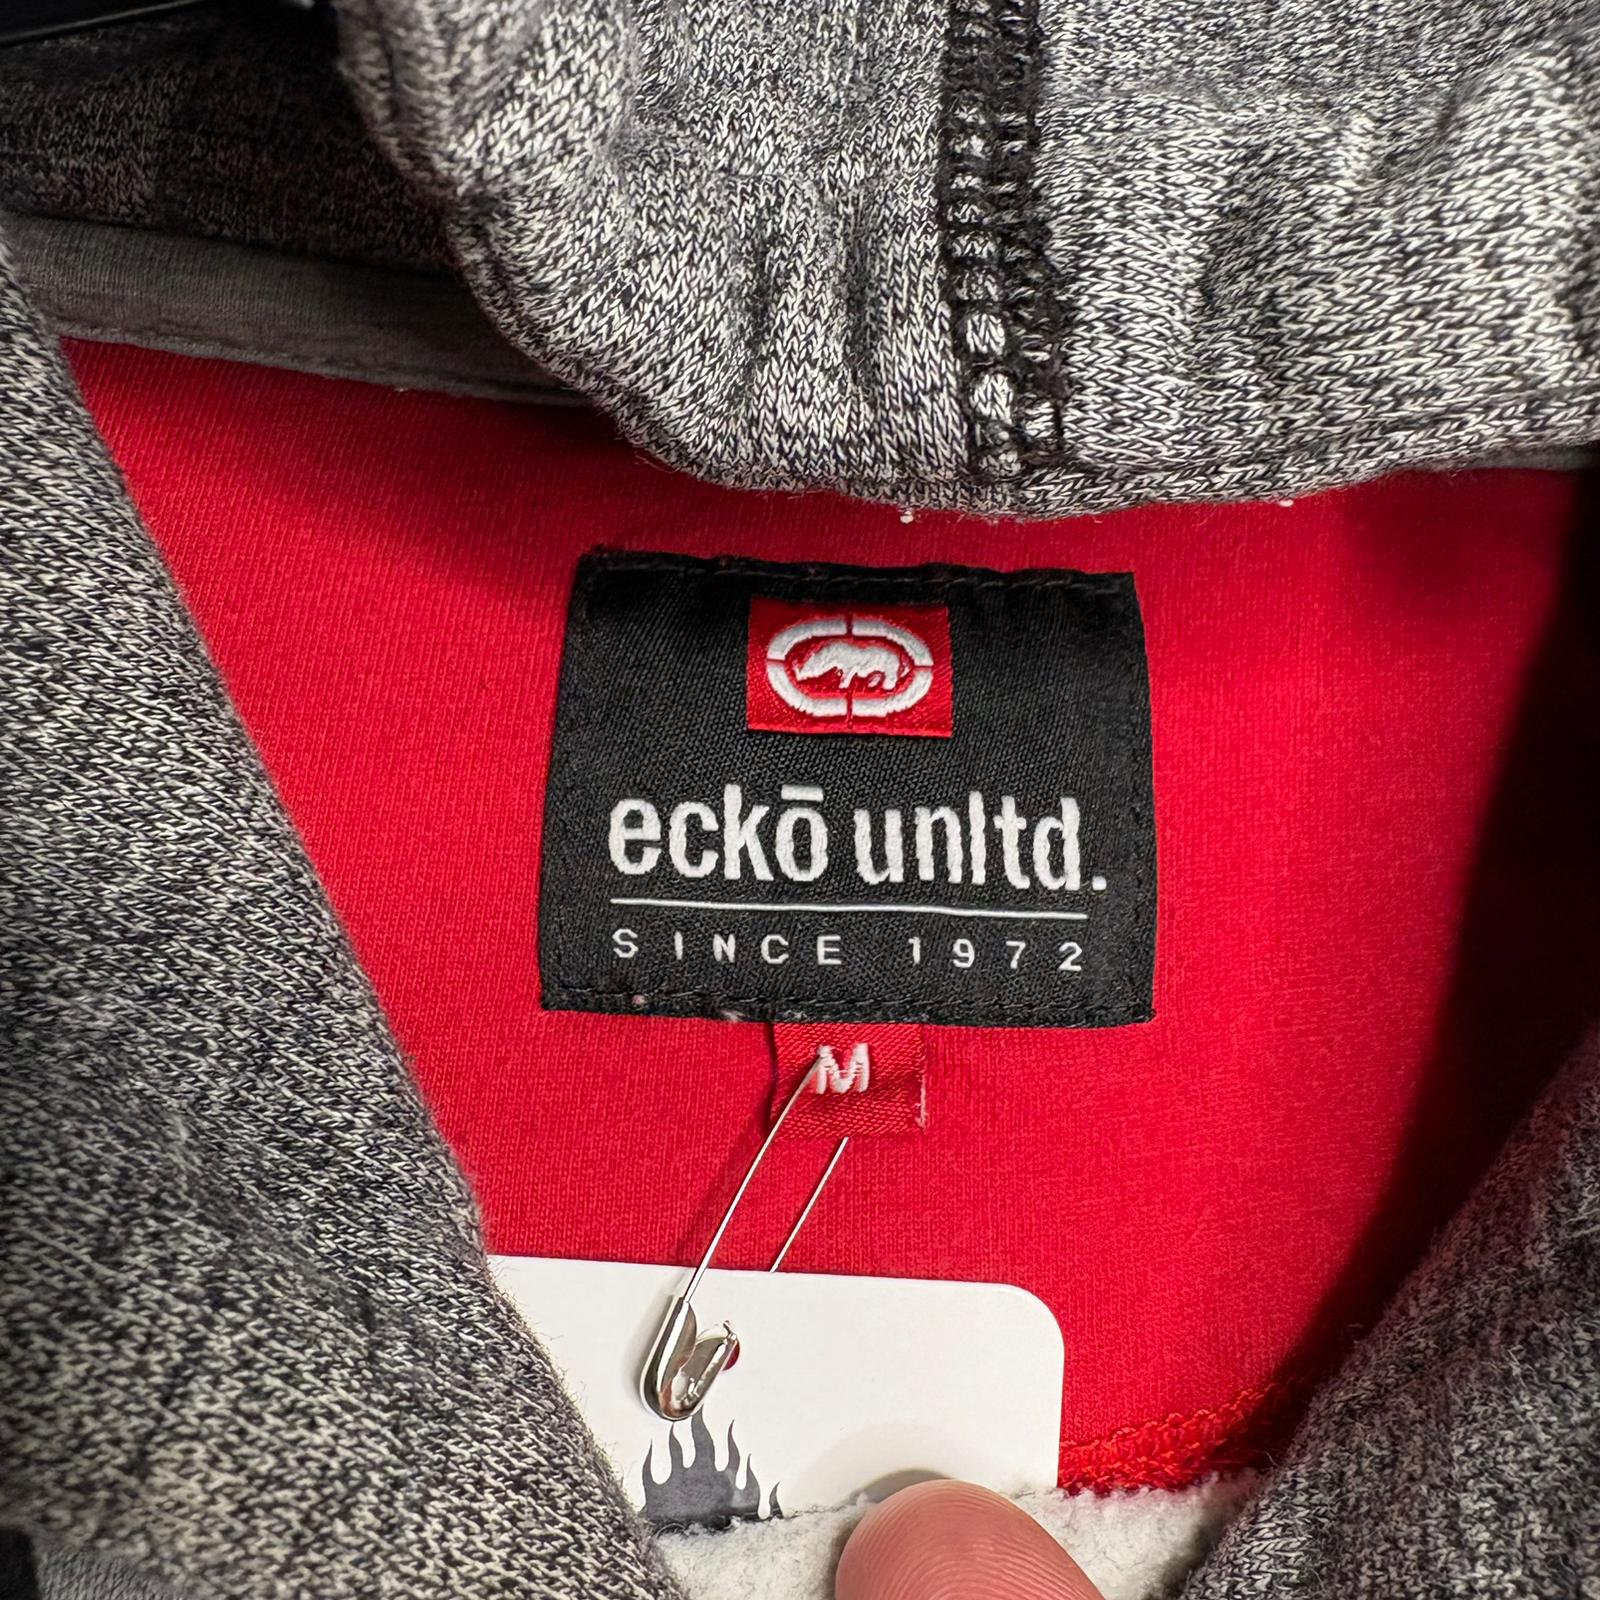 eckō unltd.
SINCE 1972
M